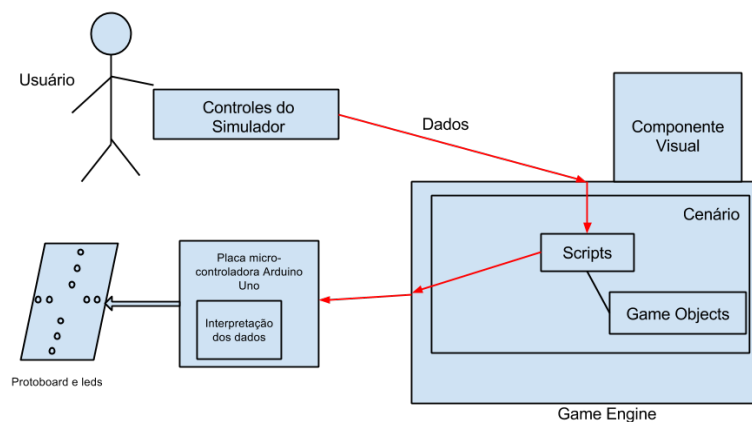 Usuário
Controles do
Simulador
Dados
Componente
Visual
Cenário
Scripts
Game Objects
Game Engine
Placa micro-
controladora Arduino
Uno
Interpretação
dos dados
Protoboard e leds